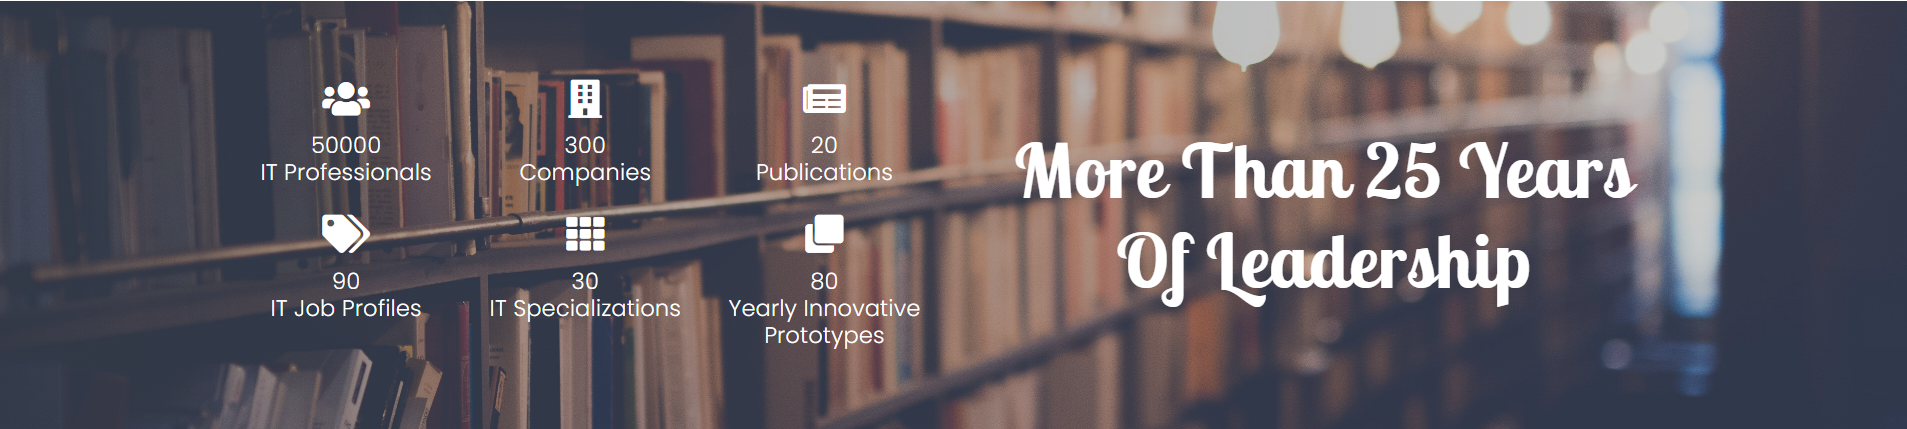 50000
IT Professionals
300
Companies
20
Publications
90
IT Job Profiles
30
IT Specializations
80
Yearly Innovative
Prototypes
More Than 25 Years
Of Leadership